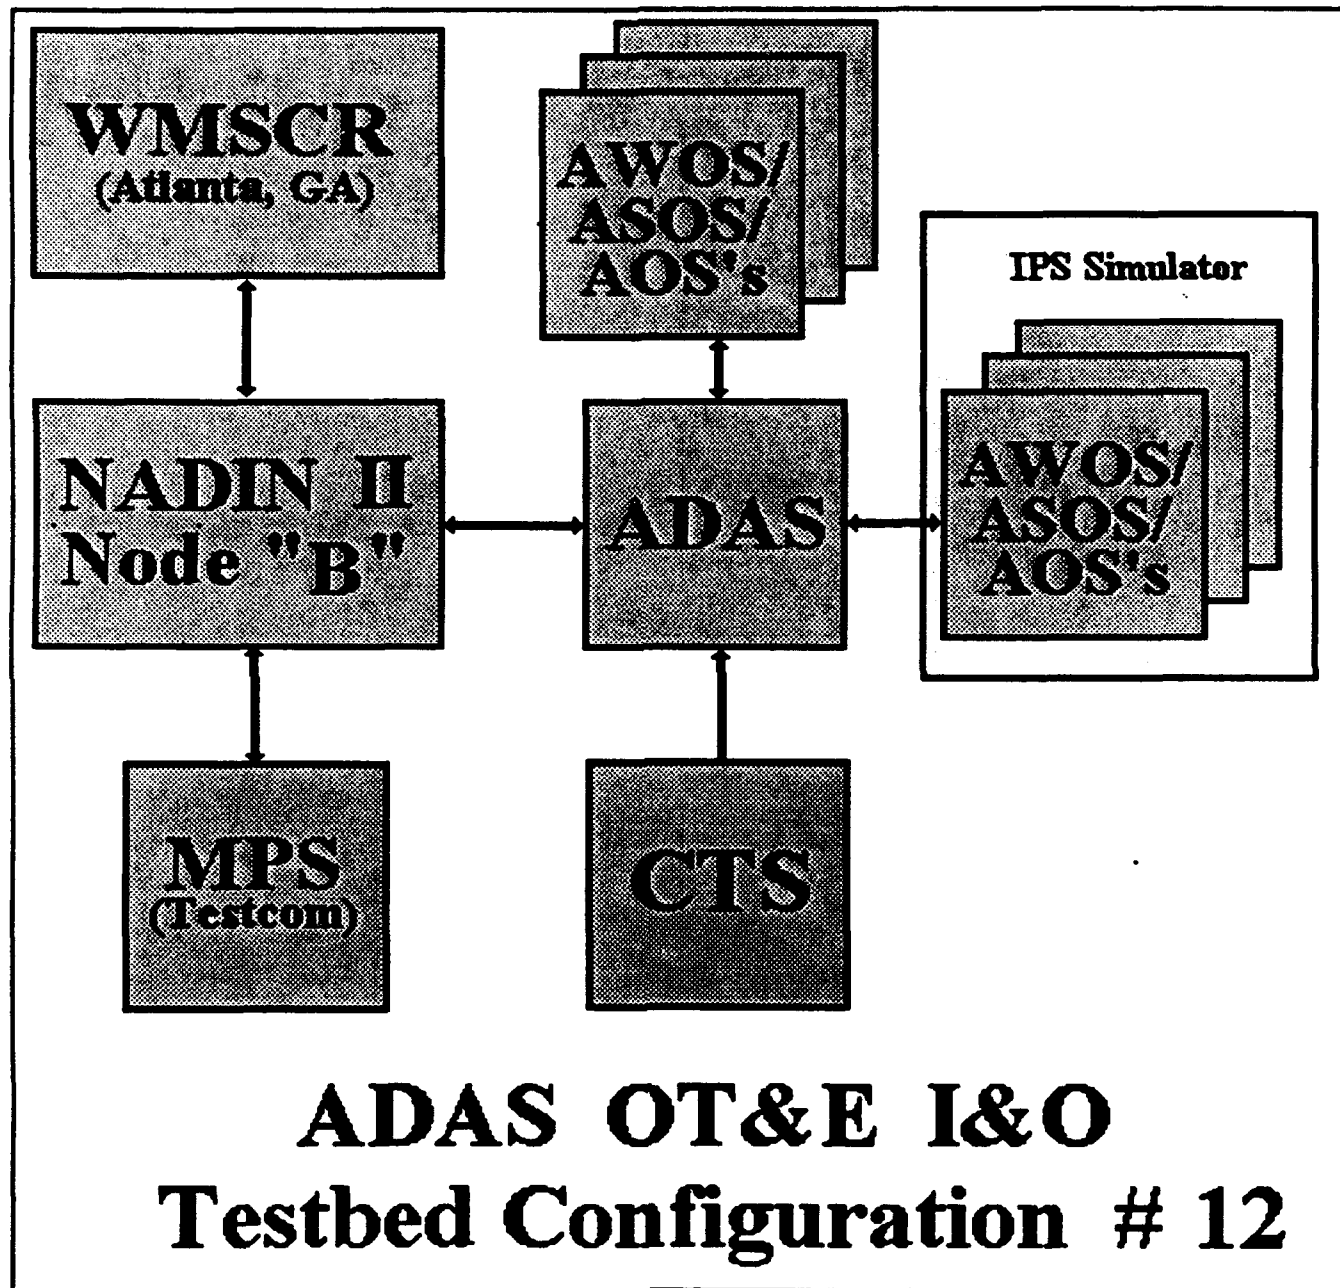 WMSCR
(Atlanta, GA)
AWOS/
ASOS/
AOS's
IPS Simulator
AWOS/
ASOS/
AOS's
NADIN II
Node "B"
ADAS
MPS
(Testcom)
CTS
ADAS OT&E I&O
Testbed Configuration # 12